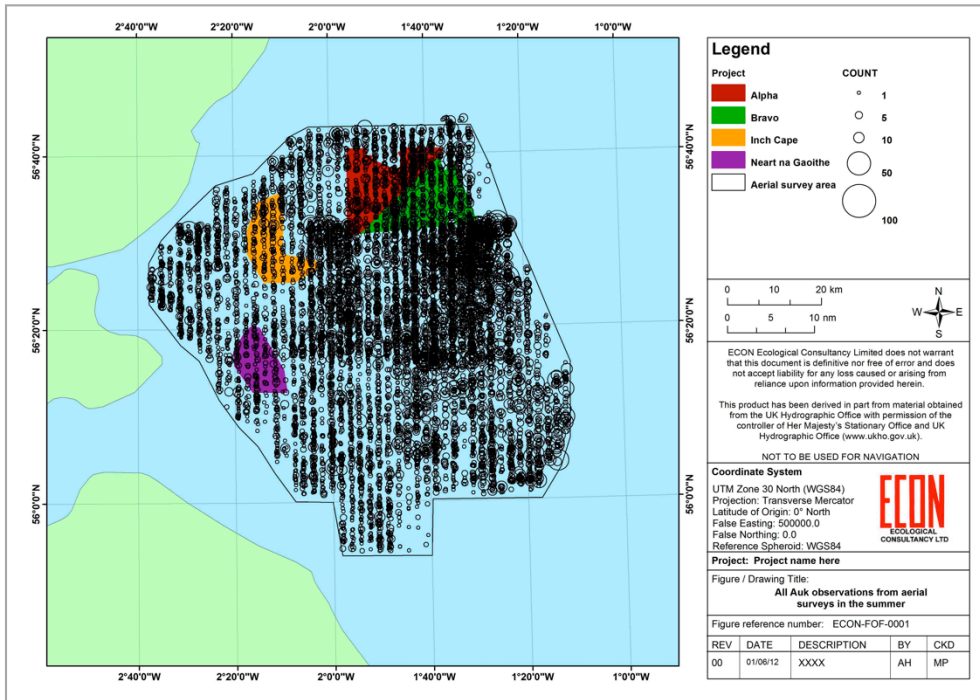 2°40'0"W 2°20'0"W 2°0'0"W 1°40'0"W 1°20'0"W 1°0'0"W
56°40'0"N 56°40'0"N
56°20'0"N 56°20'0"N
56°0'0"N 56°0'0"N
2°40'0"W 2°20'0"W 2°0'0"W 1°40'0"W 1°20'0"W 1°0'0"W
Legend
Project COUNT
Alpha 1
Bravo 5
Inch Cape 10
Neart na Gaoithe 50
Aerial survey area
100
0 10 20 km
0 5 10 nm
N
W E
S
ECON Ecological Consultancy Limited does not warrant
that this document is definitive nor free of error and does
not accept liability for any loss caused or arising from
reliance upon information provided herein.
This product has been derived in part from material obtained
from the UK Hydrographic Office with permission of the
controller of Her Majesty's Stationary Office and UK
Hydrographic Office (www.ukho.gov.uk).
NOT TO BE USED FOR NAVIGATION
Coordinate System
UTM Zone 30 North (WGS84)
Projection: Transverse Mercator
Latitude of Origin: 0° North
False Easting: 500000.0
False Northing: 0.0
Reference Spheroid: WGS84
ECON
ECOLOGICAL
CONSULTANCY LTD
Project: Project name here
Figure / Drawing Title:
All Auk observations from aerial
surveys in the summer
Figure reference number: ECON-FOF-0001
REV DATE DESCRIPTION BY CKD
00 01/06/12 XXXX AH MP